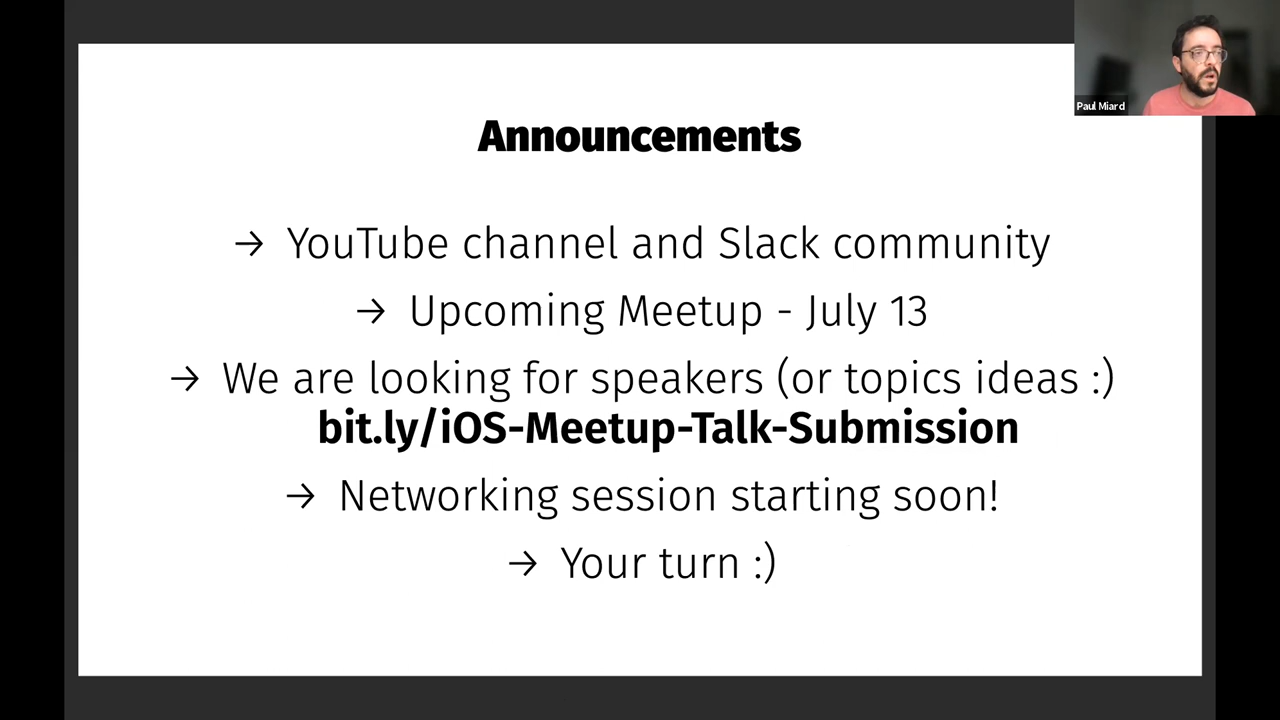 Paul Miard
Announcements
→ YouTube channel and Slack community
→ Upcoming Meetup - July 13
→ We are looking for speakers (or topics ideas :)
bit.ly/iOS-Meetup-Talk-Submission
→ Networking session starting soon!
→ Your turn :)